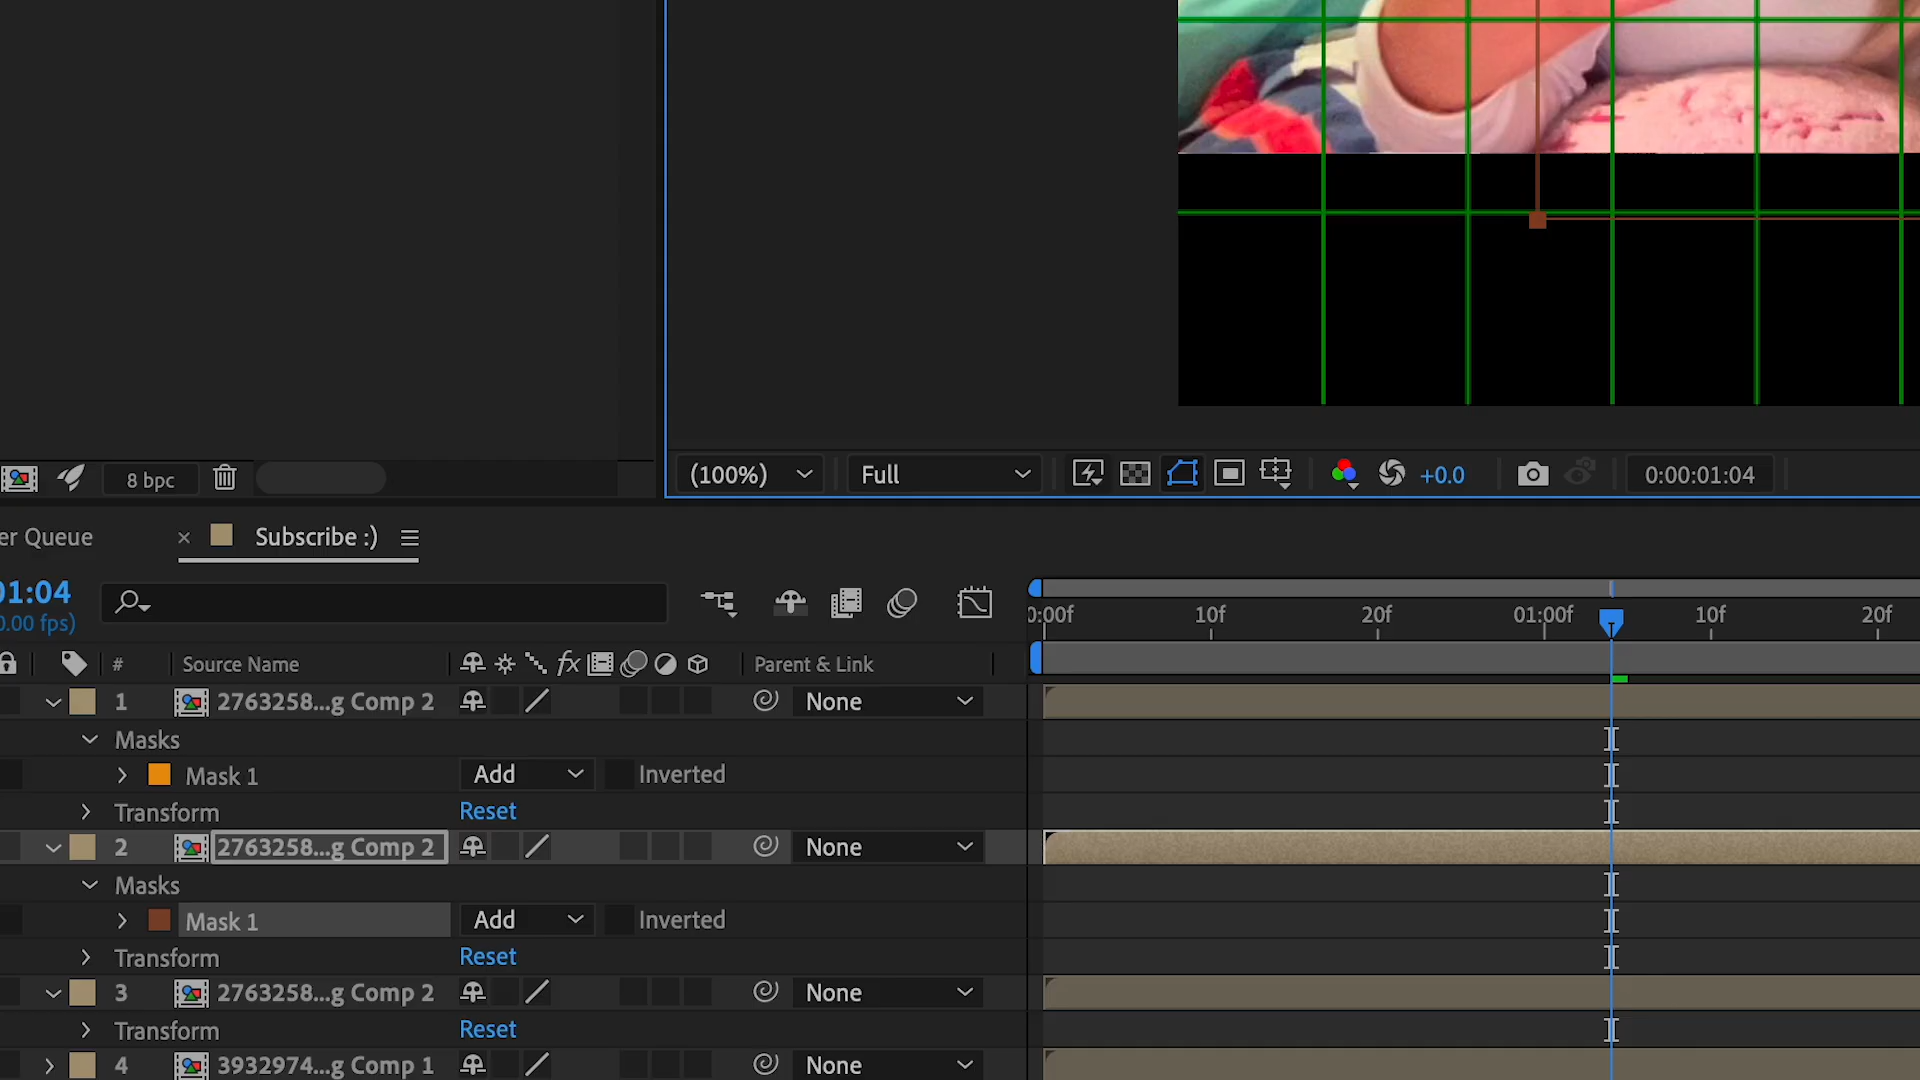 8 bpc
(100%) Full +0.0 0:00:01:04
er Queue × Subscribe :)
01:04
0.00 fps)
0:00f 10f 20f 01:00f 10f 20f
# Source Name fx Parent & Link
1 2763258...g Comp 2 None
Masks
Mask 1 Add Inverted
Transform Reset
2 2763258...g Comp 2 None
Masks
Mask 1 Add Inverted
Transform Reset
3 2763258...g Comp 2 None
Transform Reset
4 3932974...g Comp 1 None